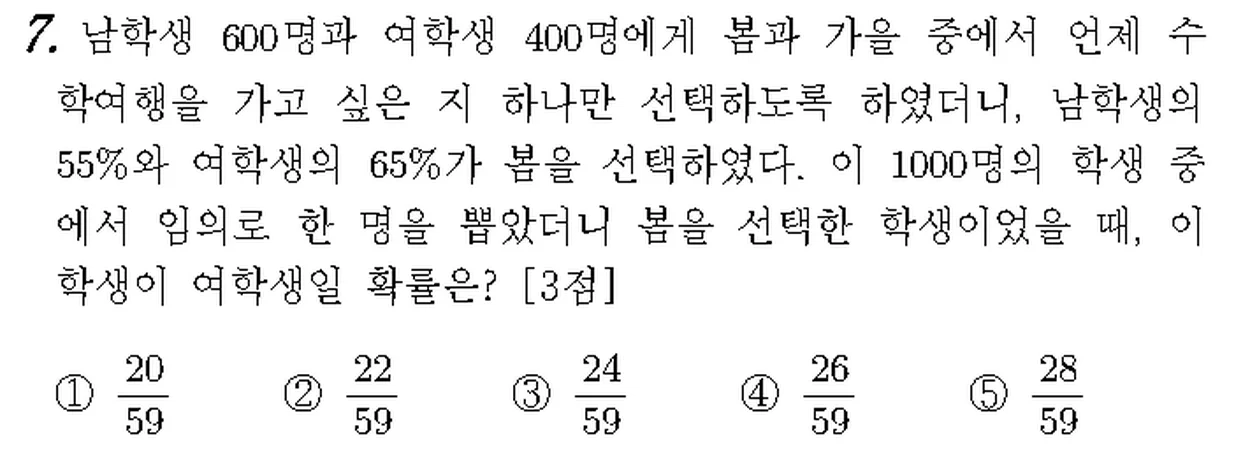 7. 남학생 600명과 여학생 400명에게 봄과 가을 중에서 언제 수
학여행을 가고 싶은 지 하나만 선택하도록 하였더니, 남학생의
55%와 여학생의 65%가 봄을 선택하였다. 이 1000명의 학생 중
에서 임의로 한 명을 뽑았더니 봄을 선택한 학생이었을 때, 이
학생이 여학생일 확률은? [3점]
① 20/59 ② 22/59 ③ 24/59 ④ 26/59 ⑤ 28/59